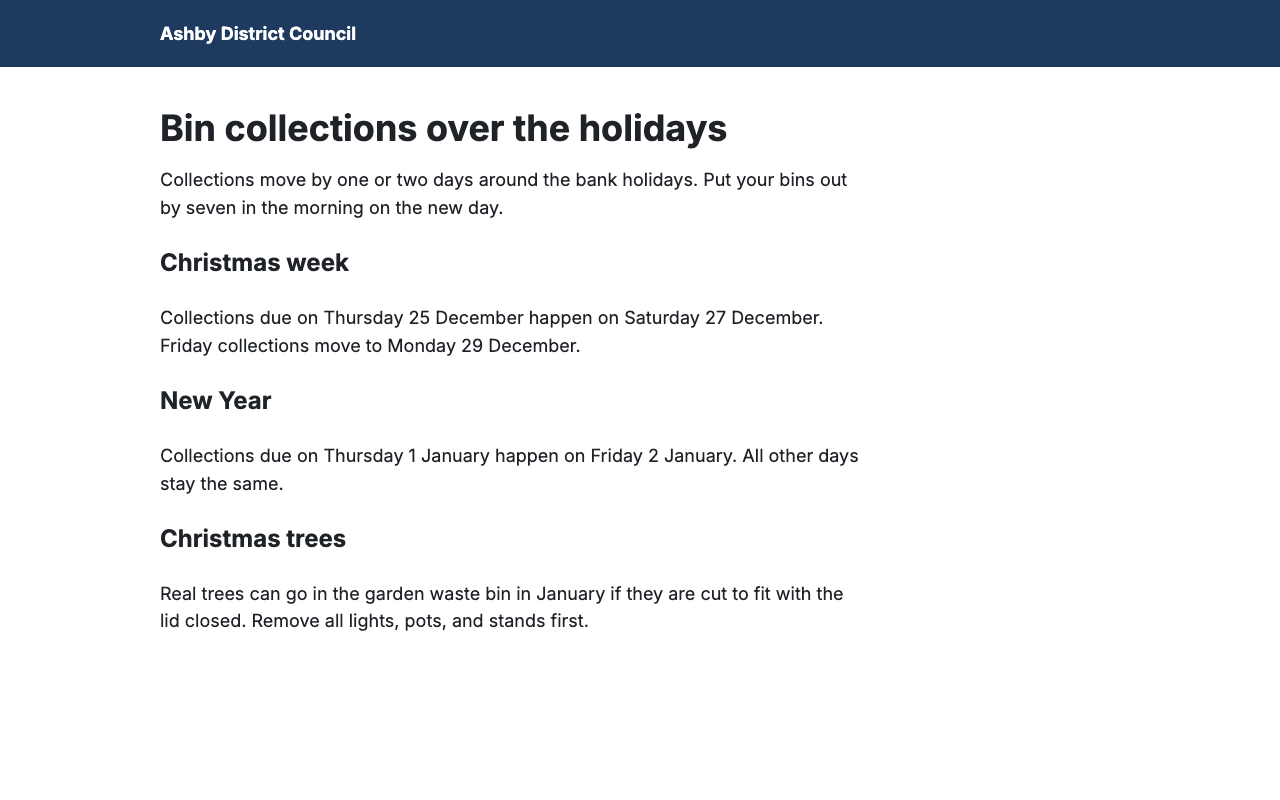 Ashby District Council
Bin collections over the holidays
Collections move by one or two days around the bank holidays. Put your bins out
by seven in the morning on the new day.
Christmas week
Collections due on Thursday 25 December happen on Saturday 27 December.
Friday collections move to Monday 29 December.
New Year
Collections due on Thursday 1 January happen on Friday 2 January. All other days
stay the same.
Christmas trees
Real trees can go in the garden waste bin in January if they are cut to fit with the
lid closed. Remove all lights, pots, and stands first.